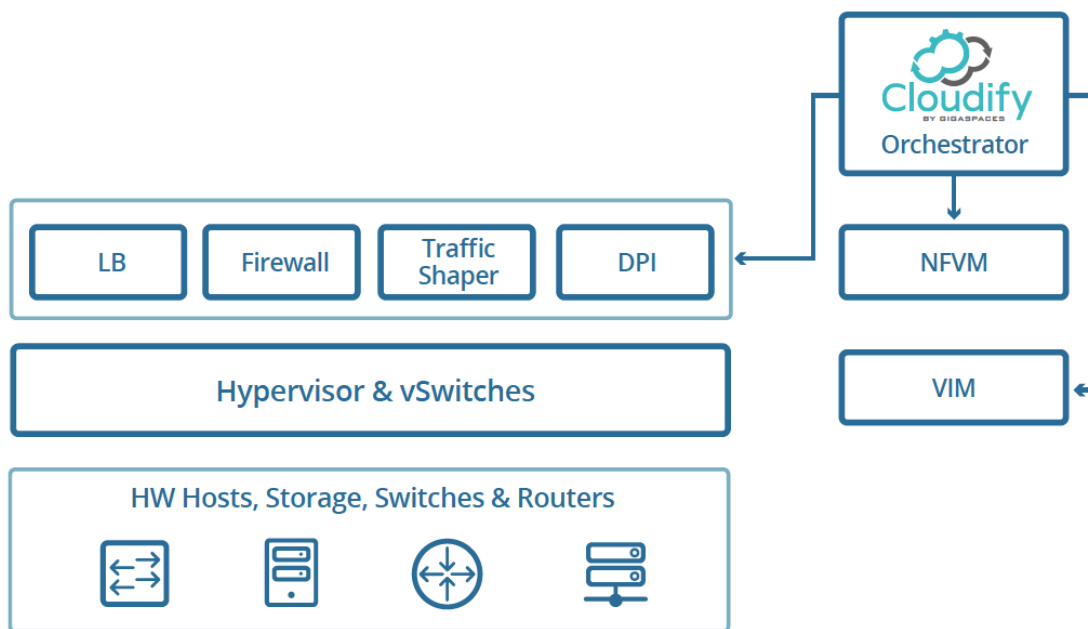 Cloudify
BY GIGASPACES
Orchestrator
LB
Firewall
Traffic
Shaper
DPI
NFVM
Hypervisor & vSwitches
VIM
HW Hosts, Storage, Switches & Routers